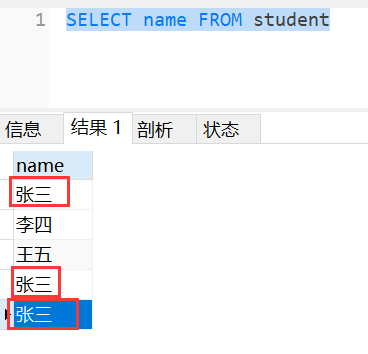 1 SELECT name FROM student
信息 结果 1 剖析 状态
name
张三
李四
王五
张三
张三